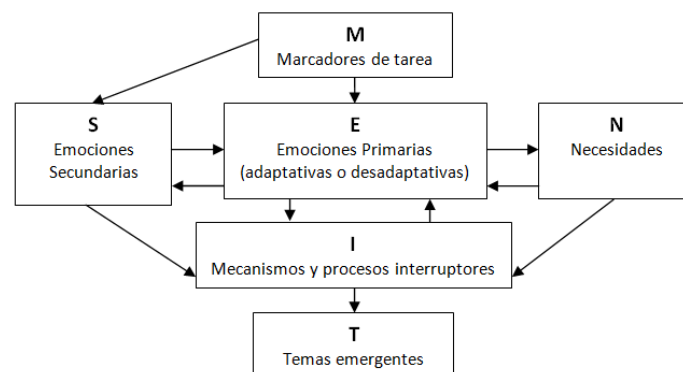 M
Marcadores de tarea
S
Emociones
Secundarias
E
Emociones Primarias
(adaptativas o desadaptativas)
N
Necesidades
I
Mecanismos y procesos interruptores
T
Temas emergentes